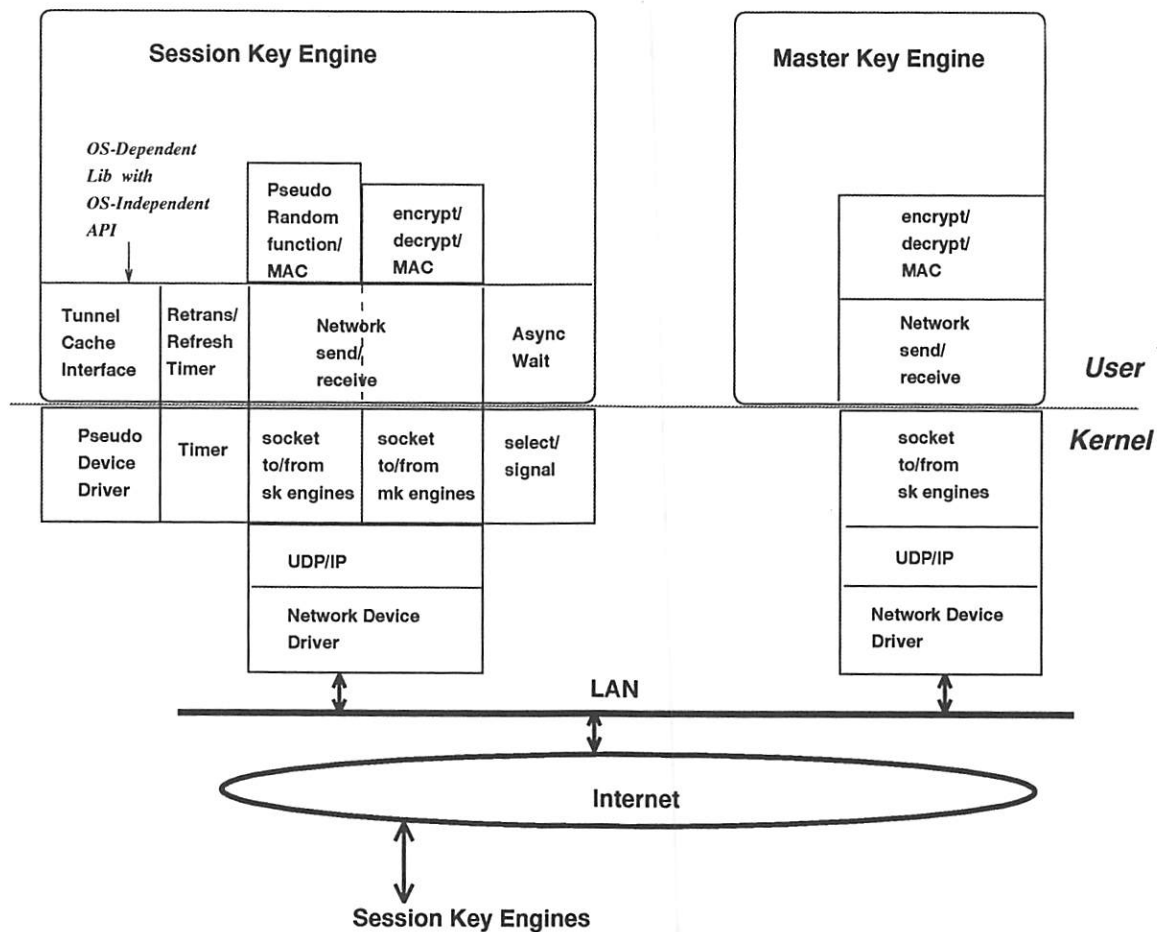 Session Key Engine
Master Key Engine
OS-Dependent
Lib with
OS-Independent
API
Pseudo
Random
function/
MAC
encrypt/
decrypt/
MAC
encrypt/
decrypt/
MAC
Tunnel
Cache
Interface
Retrans/
Refresh
Timer
Network
send/
receive
Async
Wait
Network
send/
receive
User
Kernel
Pseudo
Device
Driver
Timer
socket
to/from
sk engines
socket
to/from
mk engines
select/
signal
socket
to/from
sk engines
UDP/IP
UDP/IP
Network Device
Driver
Network Device
Driver
LAN
Internet
Session Key Engines